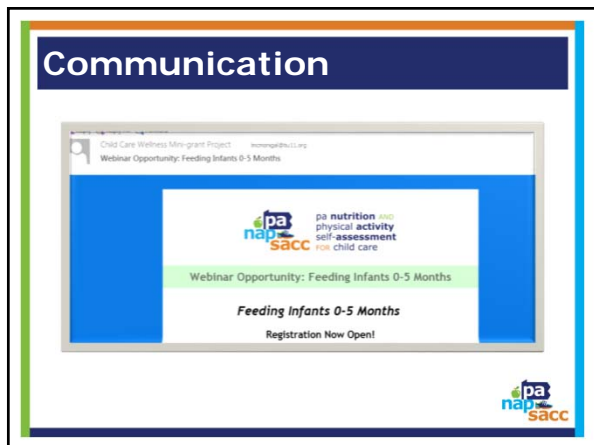 Communication
Child Care Wellness Mini-grant Project
Webinar Opportunity: Feeding Infants 0-5 Months
pa
nap
sacc
pa nutrition AND
physical activity
self-assessment
FOR child care
Webinar Opportunity: Feeding Infants 0-5 Months
Feeding Infants 0-5 Months
Registration Now Open!
pa
nap
sacc